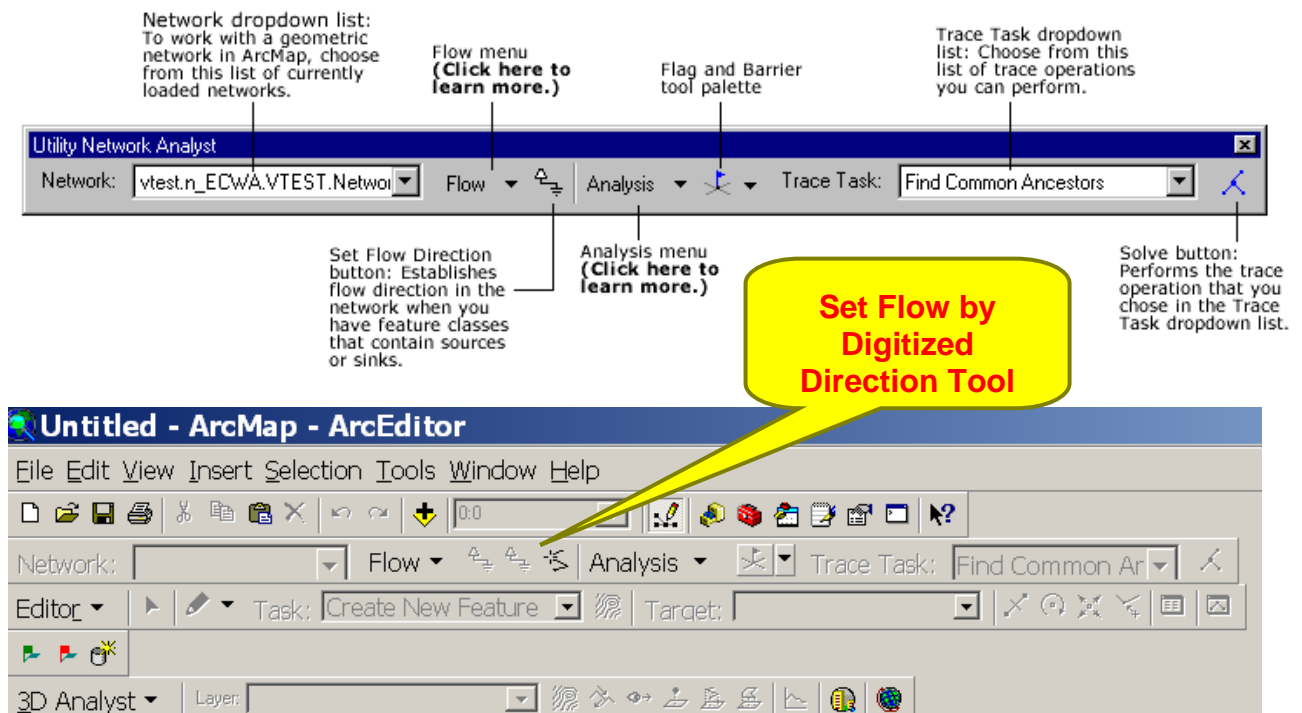 Network dropdown list:
To work with a geometric
network in ArcMap, choose
from this list of currently
loaded networks.
Flow menu
(Click here to
learn more.)
Flag and Barrier
tool palette
Trace Task dropdown
list: Choose from this
list of trace operations
you can perform.
Utility Network Analyst
Network: vtest.n_ECWA.VTEST.Networ Flow Analysis Trace Task: Find Common Ancestors
Set Flow Direction
button: Establishes
flow direction in the
network when you
have feature classes
that contain sources
or sinks.
Analysis menu
(Click here to
learn more.)
Solve button:
Performs the trace
operation that you
chose in the Trace
Task dropdown list.
Set Flow by
Digitized
Direction Tool
Untitled - ArcMap - ArcEditor
File Edit View Insert Selection Tools Window Help
0:0
Network: Flow Analysis Trace Task: Find Common Ar
Editor Task: Create New Feature Target:
3D Analyst Layer: